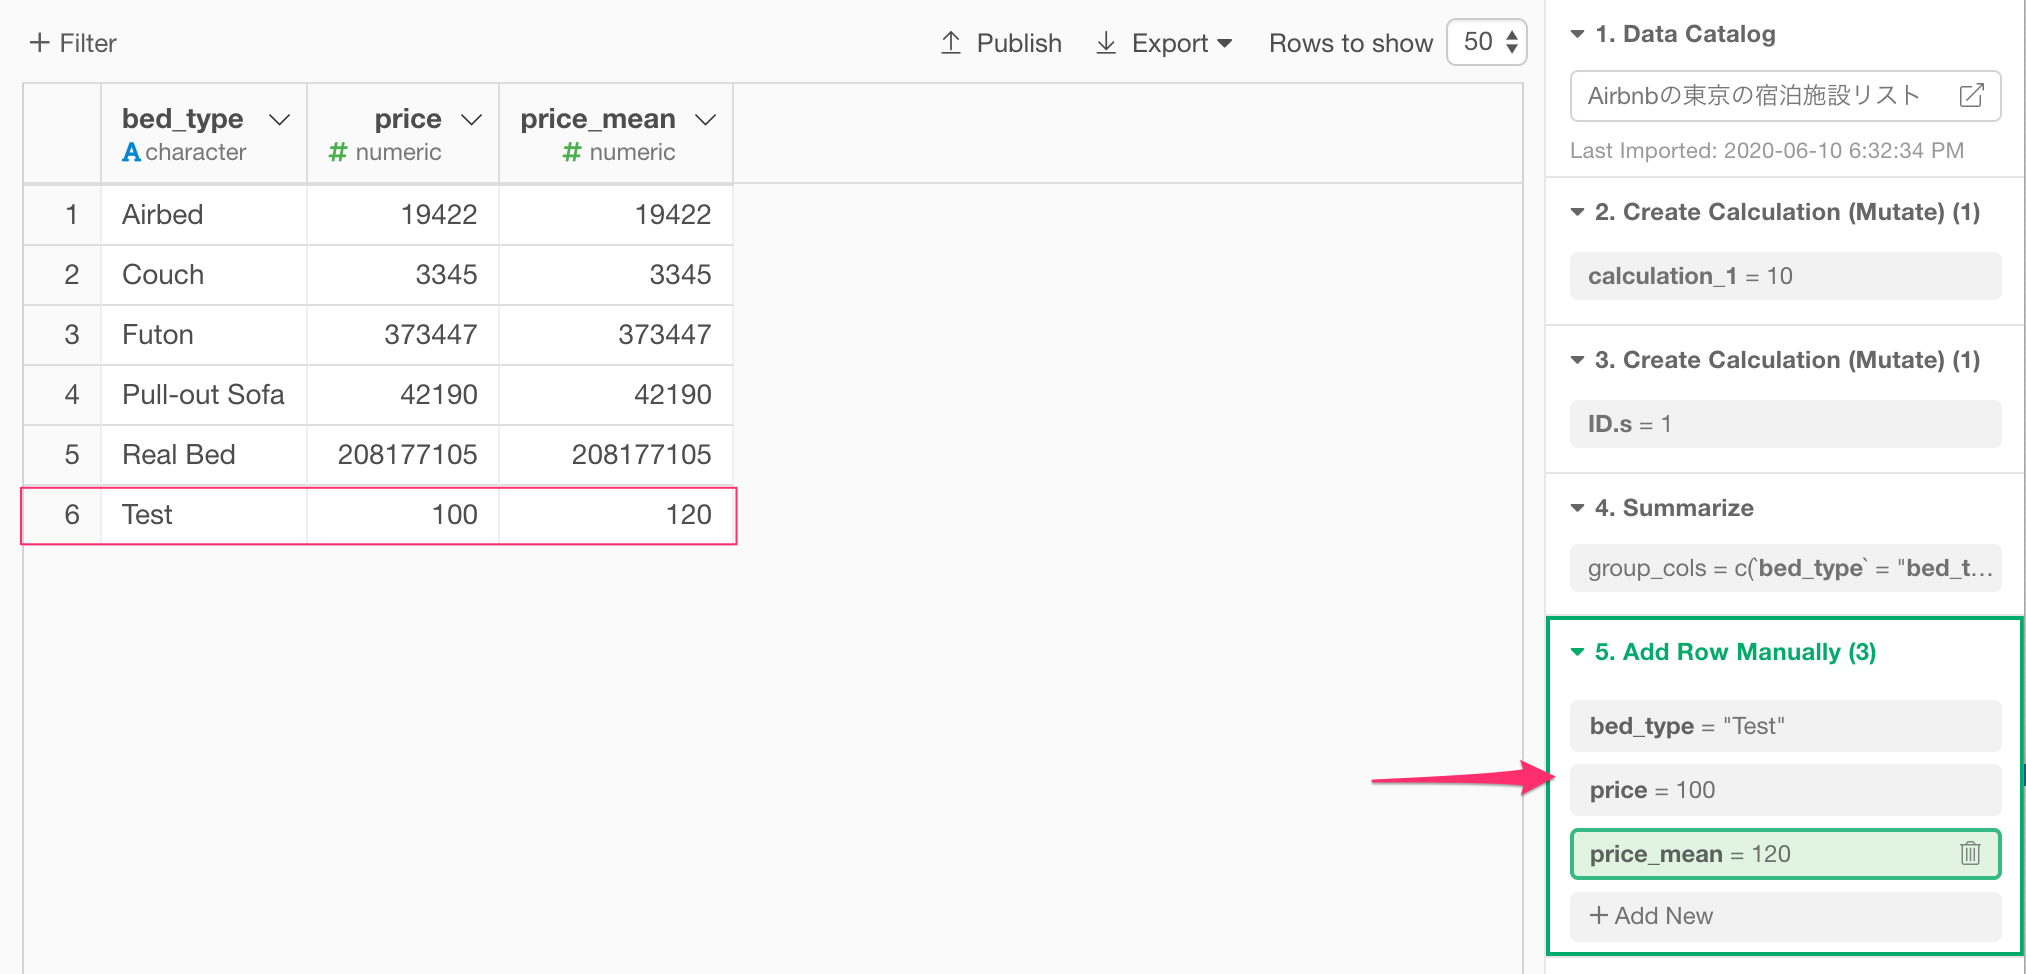 + Filter
Publish Export Rows to show 50
bed_type price price_mean
A character # numeric # numeric
1 Airbed 19422 19422
2 Couch 3345 3345
3 Futon 373447 373447
4 Pull-out Sofa 42190 42190
5 Real Bed 208177105 208177105
6 Test 100 120
1. Data Catalog
Airbnbの東京の宿泊施設リスト
Last Imported: 2020-06-10 6:32:34 PM
2. Create Calculation (Mutate) (1)
calculation_1 = 10
3. Create Calculation (Mutate) (1)
ID.s = 1
4. Summarize
group_cols = c(`bed_type` = "bed_t...
5. Add Row Manually (3)
bed_type = "Test"
price = 100
price_mean = 120
+ Add New